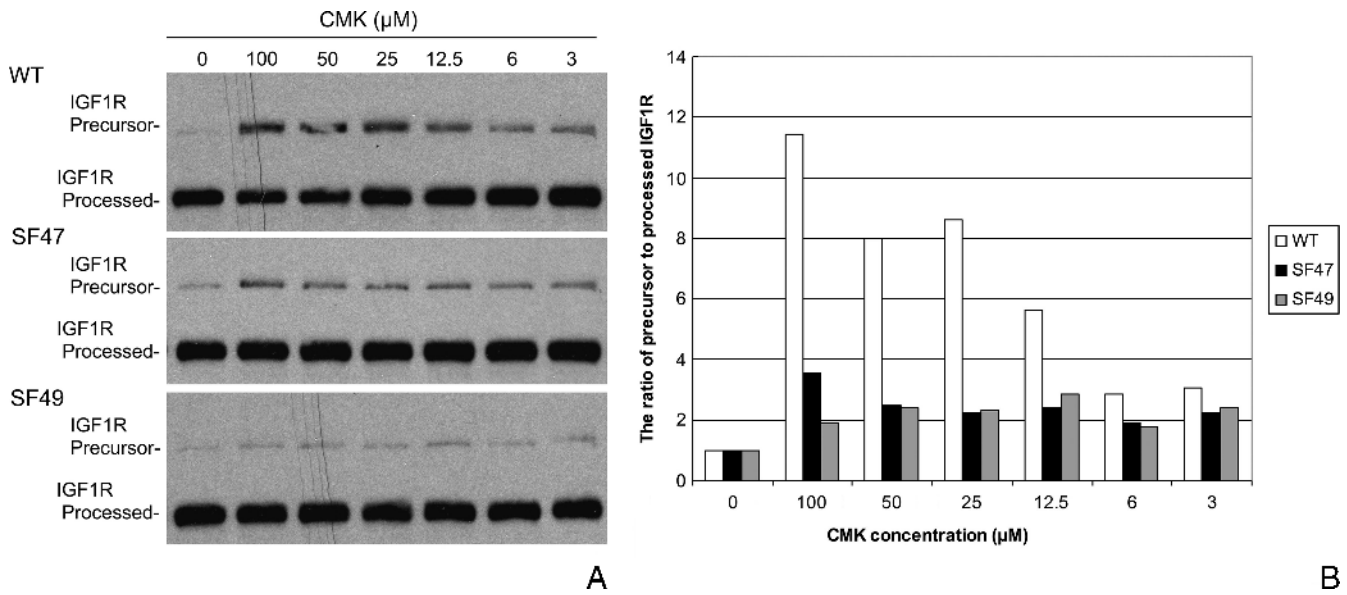 CMK (µM)
0 100 50 25 12.5 6 3
WT
IGF1R
Precursor-
IGF1R
Processed-
SF47
IGF1R
Precursor-
IGF1R
Processed-
SF49
IGF1R
Precursor-
IGF1R
Processed-
A
The ratio of precursor to processed IGF1R
14
12
10
8
6
4
2
0
0 100 50 25 12.5 6 3
CMK concentration (µM)
WT
SF47
SF49
B